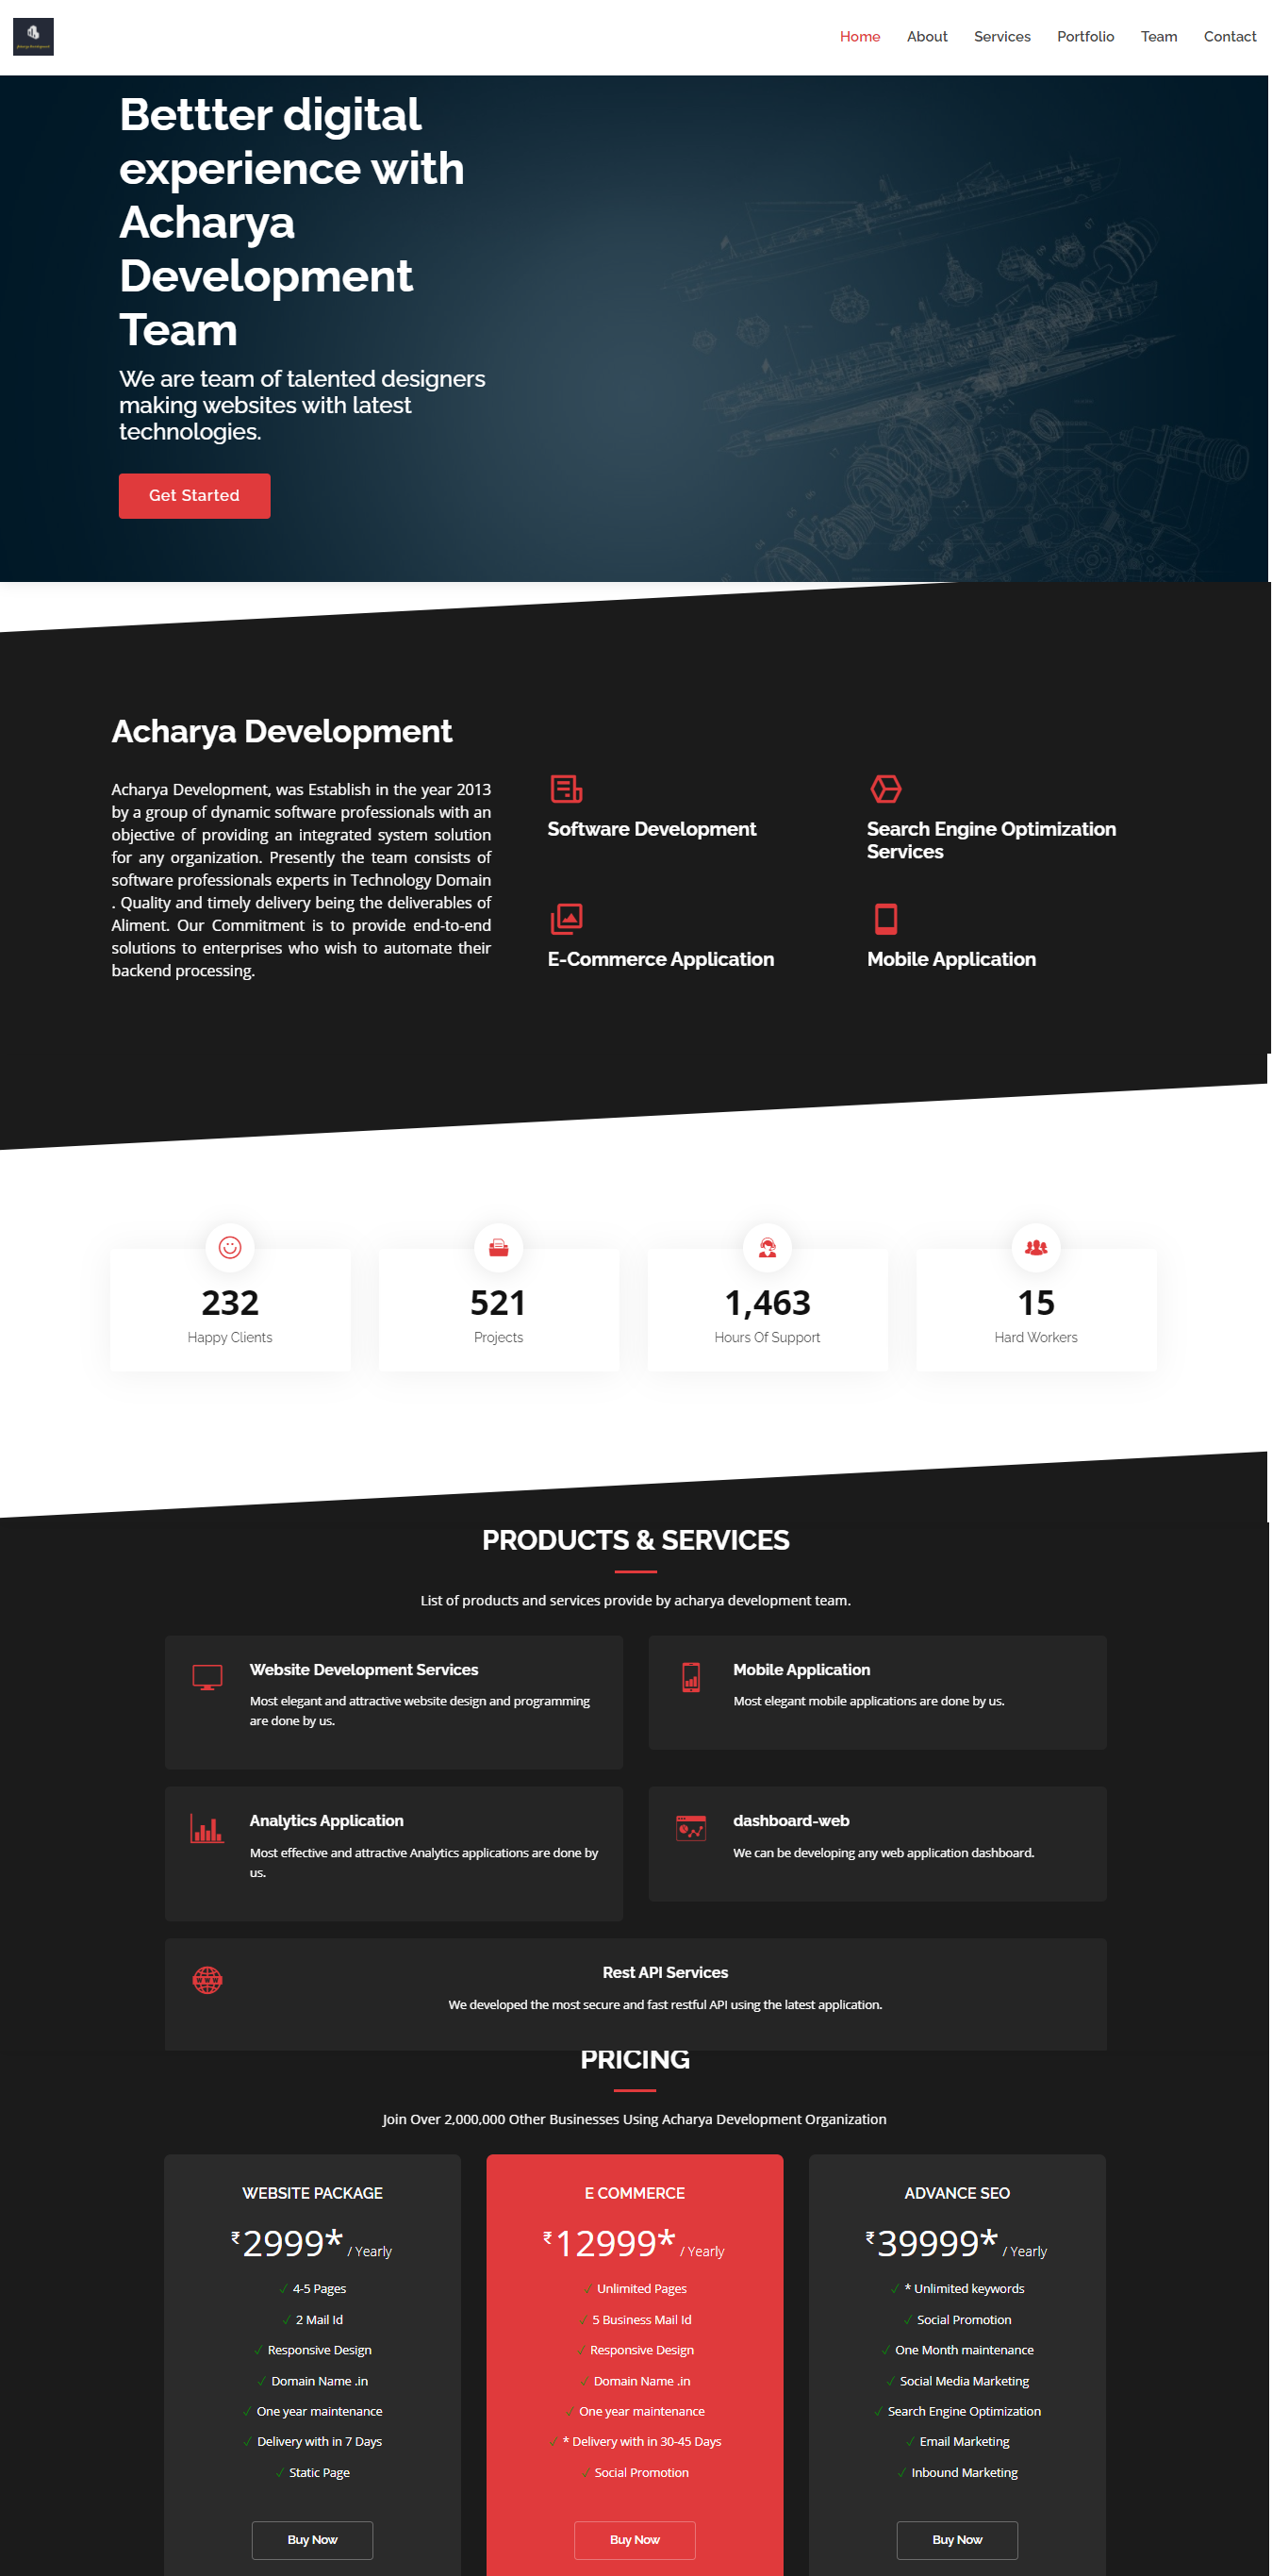 Home About Services Portfolio Team Contact
Bettter digital
experience with
Acharya
Development
Team
We are team of talented designers
making websites with latest
technologies.
Get Started
Acharya Development
Acharya Development, was Establish in the year 2013
by a group of dynamic software professionals with an
objective of providing an integrated system solution
for any organization. Presently the team consists of
software professionals experts in Technology Domain
. Quality and timely delivery being the deliverables of
Aliment. Our Commitment is to provide end-to-end
solutions to enterprises who wish to automate their
backend processing.
Software Development
Search Engine Optimization
Services
E-Commerce Application
Mobile Application
232
Happy Clients
521
Projects
1,463
Hours Of Support
15
Hard Workers
PRODUCTS & SERVICES
List of products and services provide by acharya development team.
Website Development Services
Most elegant and attractive website design and programming
are done by us.
Mobile Application
Most elegant mobile applications are done by us.
Analytics Application
Most effective and attractive Analytics applications are done by
us.
dashboard-web
We can be developing any web application dashboard.
Rest API Services
We developed the most secure and fast restful API using the latest application.
PRICING
Join Over 2,000,000 Other Businesses Using Acharya Development Organization
WEBSITE PACKAGE
₹2999* / Yearly
✓ 4-5 Pages
✓ 2 Mail Id
✓ Responsive Design
✓ Domain Name .in
✓ One year maintenance
✓ Delivery with in 7 Days
✓ Static Page
Buy Now
E COMMERCE
₹12999* / Yearly
✓ Unlimited Pages
✓ 5 Business Mail Id
✓ Responsive Design
✓ Domain Name .in
✓ One year maintenance
✓ * Delivery with in 30-45 Days
✓ Social Promotion
Buy Now
ADVANCE SEO
₹39999* / Yearly
✓ * Unlimited keywords
✓ Social Promotion
✓ One Month maintenance
✓ Social Media Marketing
✓ Search Engine Optimization
✓ Email Marketing
✓ Inbound Marketing
Buy Now